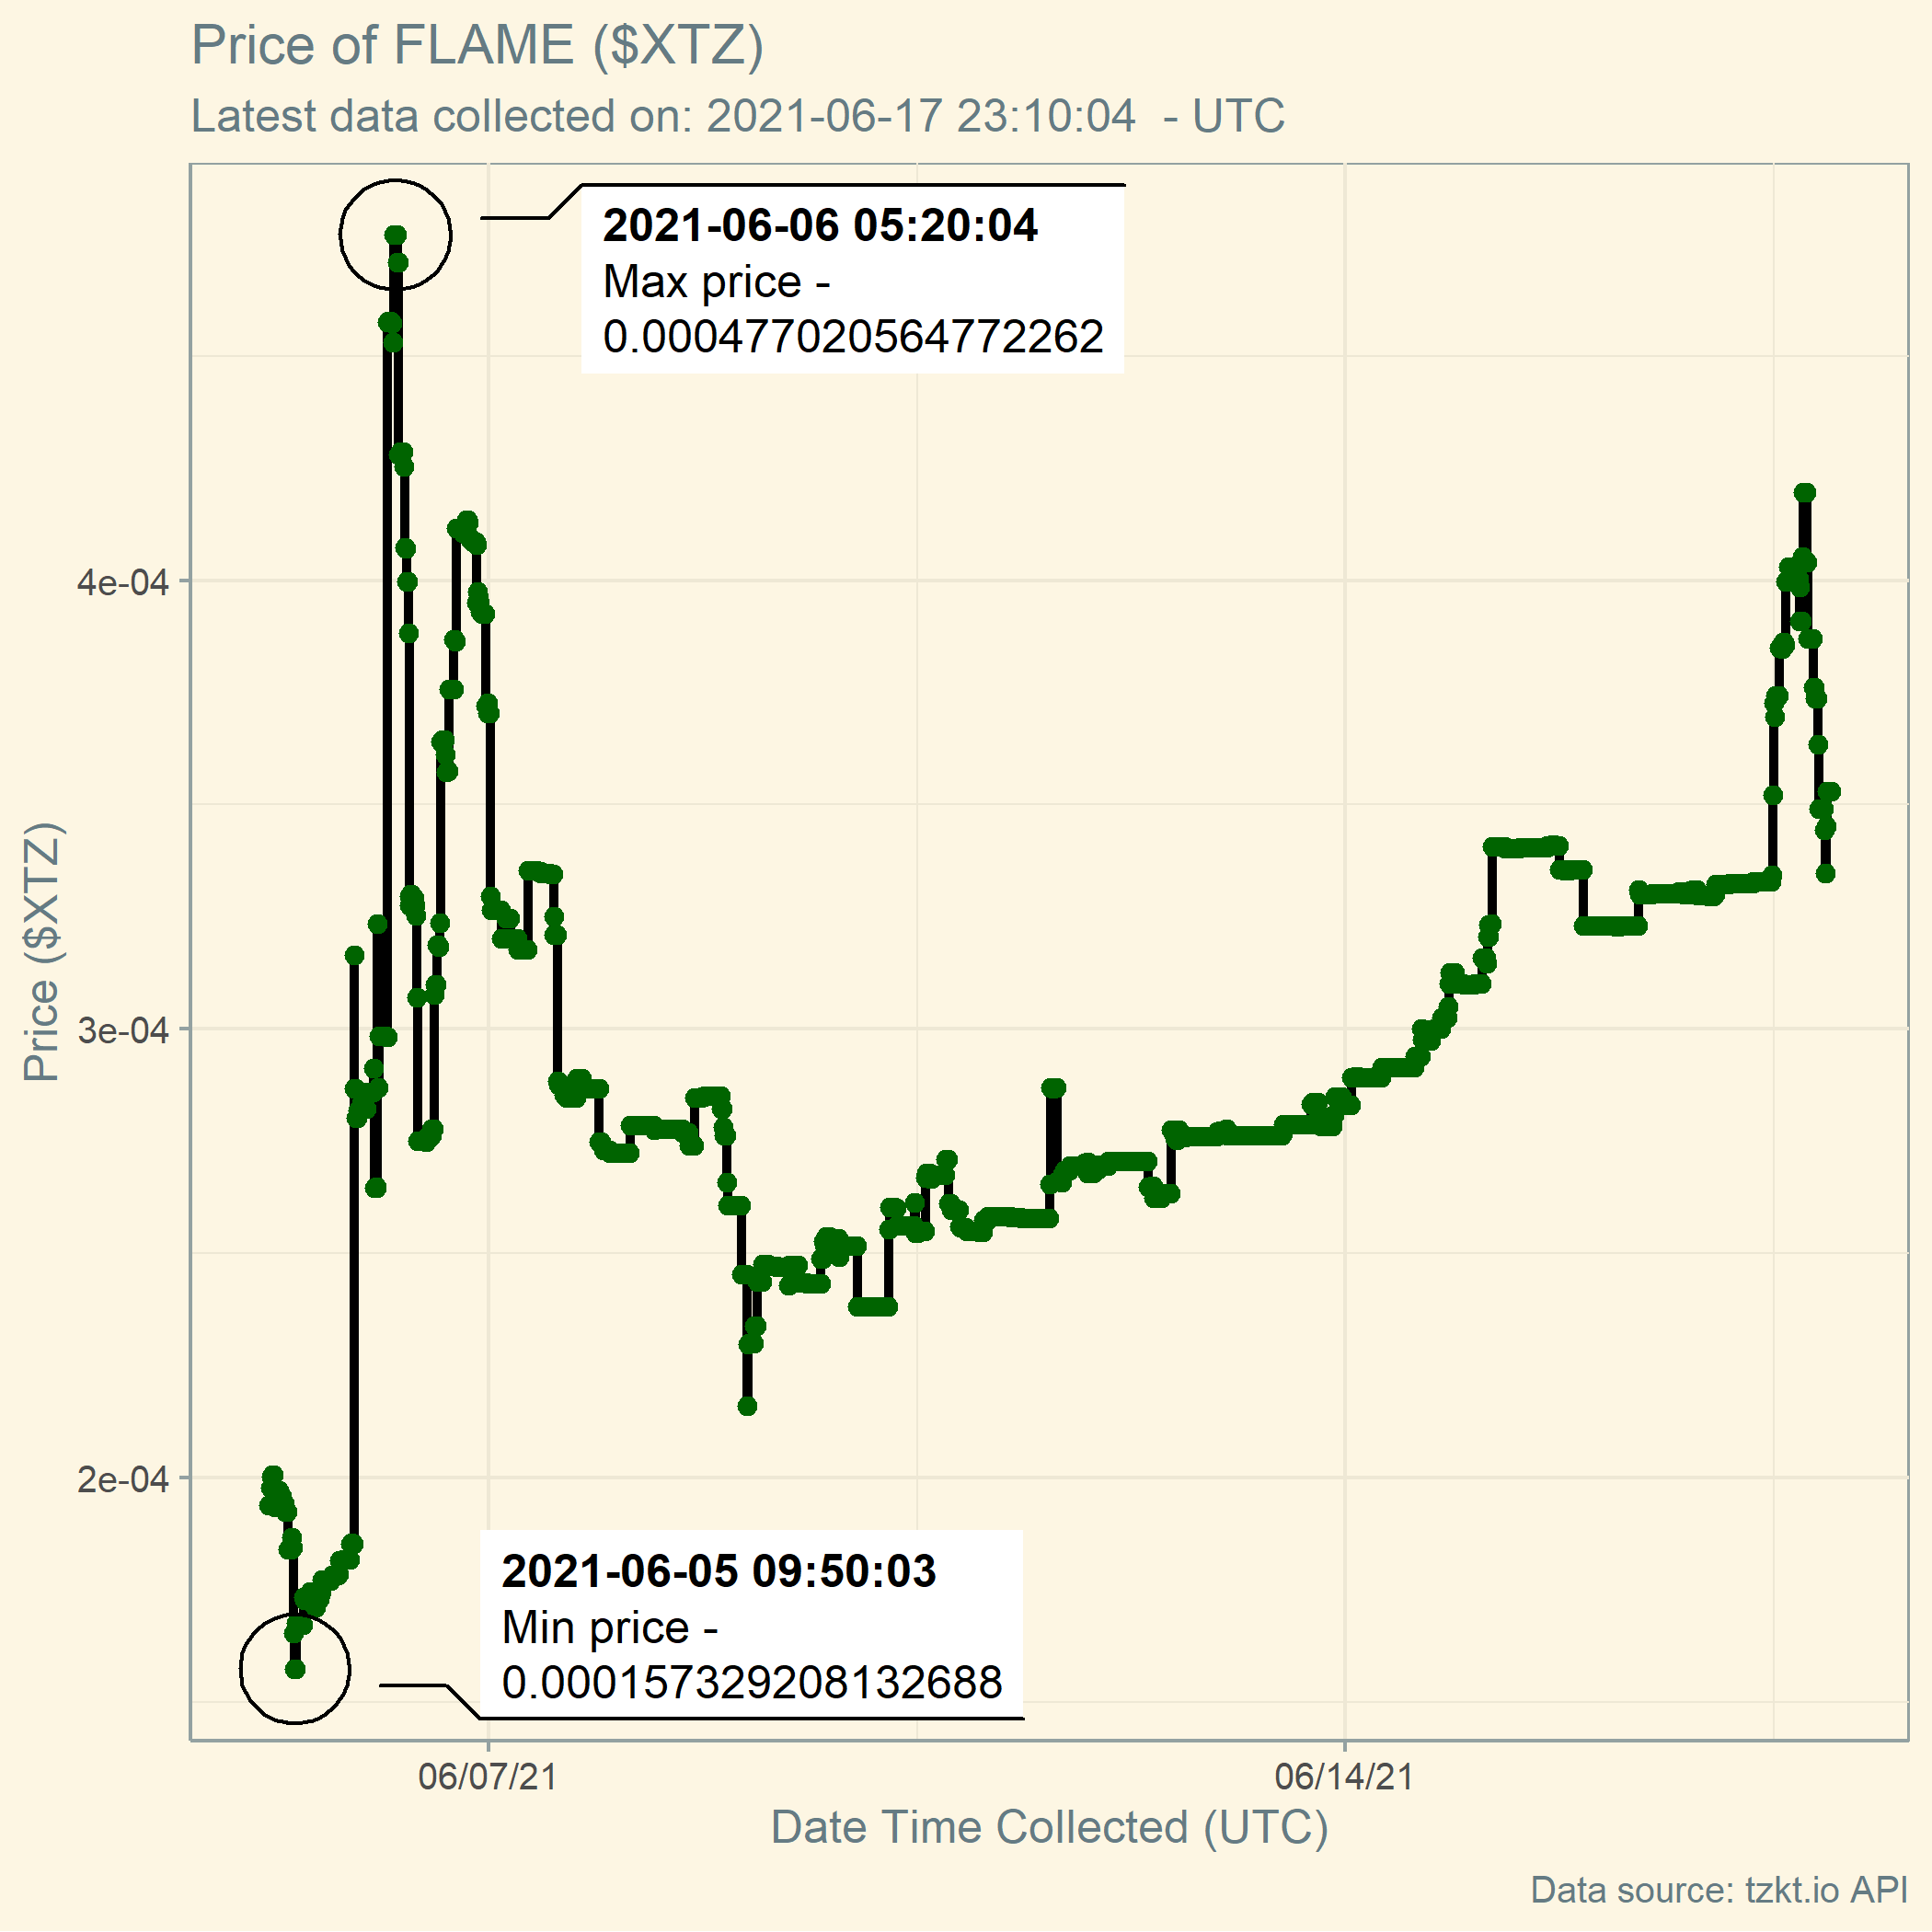 Price of FLAME ($XTZ)
Latest data collected on: 2021-06-17 23:10:04  - UTC
2021-06-06 05:20:04
Max price -
0.000477020564772262
4e-04
3e-04
2e-04
Price ($XTZ)
2021-06-05 09:50:03
Min price -
0.000157329208132688
06/07/21
06/14/21
Date Time Collected (UTC)
Data source: tzkt.io API